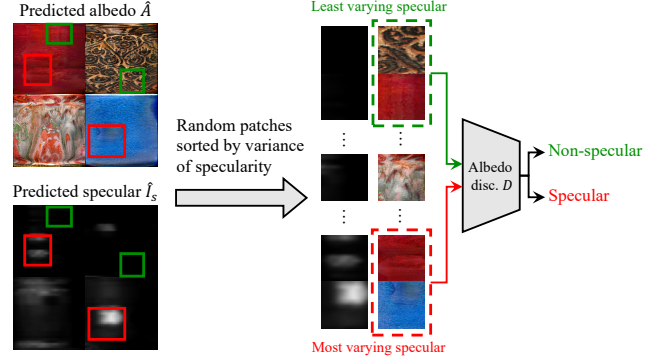 Predicted albedo Â
Least varying specular
Random patches
sorted by variance
of specularity
Predicted specular Î_s
Albedo
disc. D
Non-specular
Specular
Most varying specular